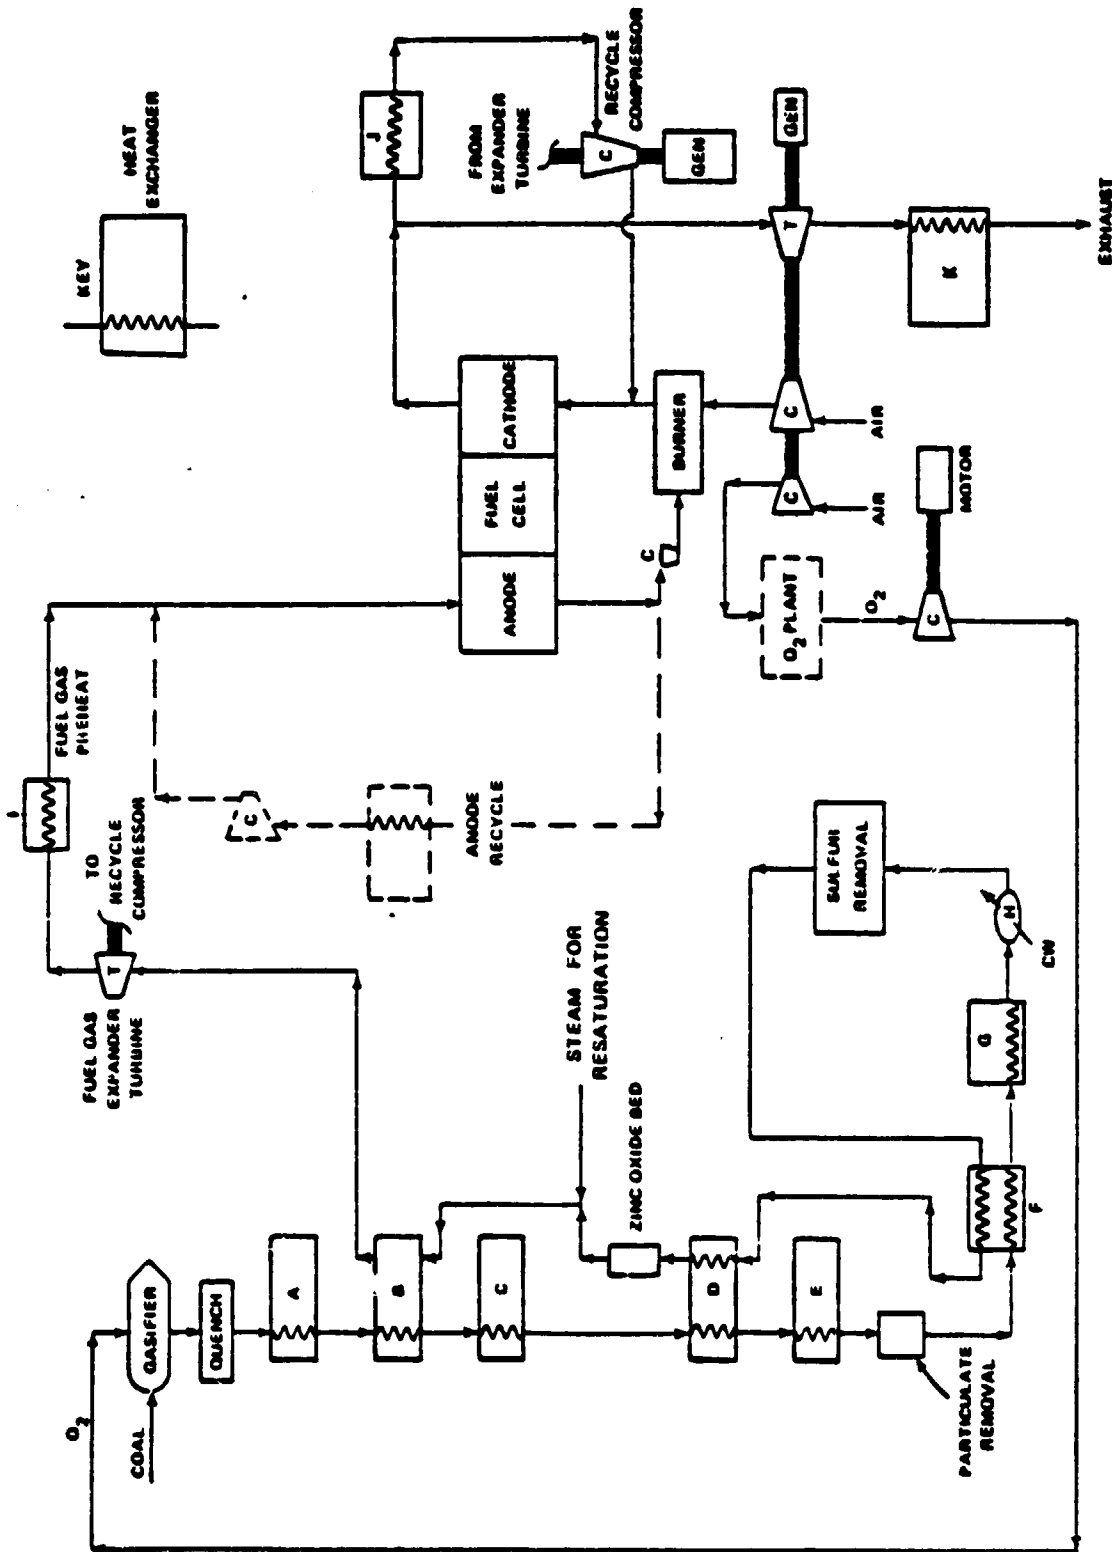 KEY
HEAT
EXCHANGER
O2
COAL
GASIFIER
QUENCH
A
B
C
D
E
PARTICULATE
REMOVAL
F
G
H
CW
SULFUR
REMOVAL
ZINC OXIDE BED
STEAM FOR
RESATURATION
FUEL GAS
EXPANDER
TURBINE
T
TO
RECYCLE
COMPRESSOR
FUEL GAS
PREHEAT
C
ANODE
RECYCLE
ANODE
FUEL
CELL
CATHODE
J
FROM
EXPANDER
TURBINE
C
RECYCLE
COMPRESSOR
GEN
C
BURNER
C
AIR
C
AIR
T
GEN
K
EXHAUST
O2 PLANT
O2
C
MOTOR